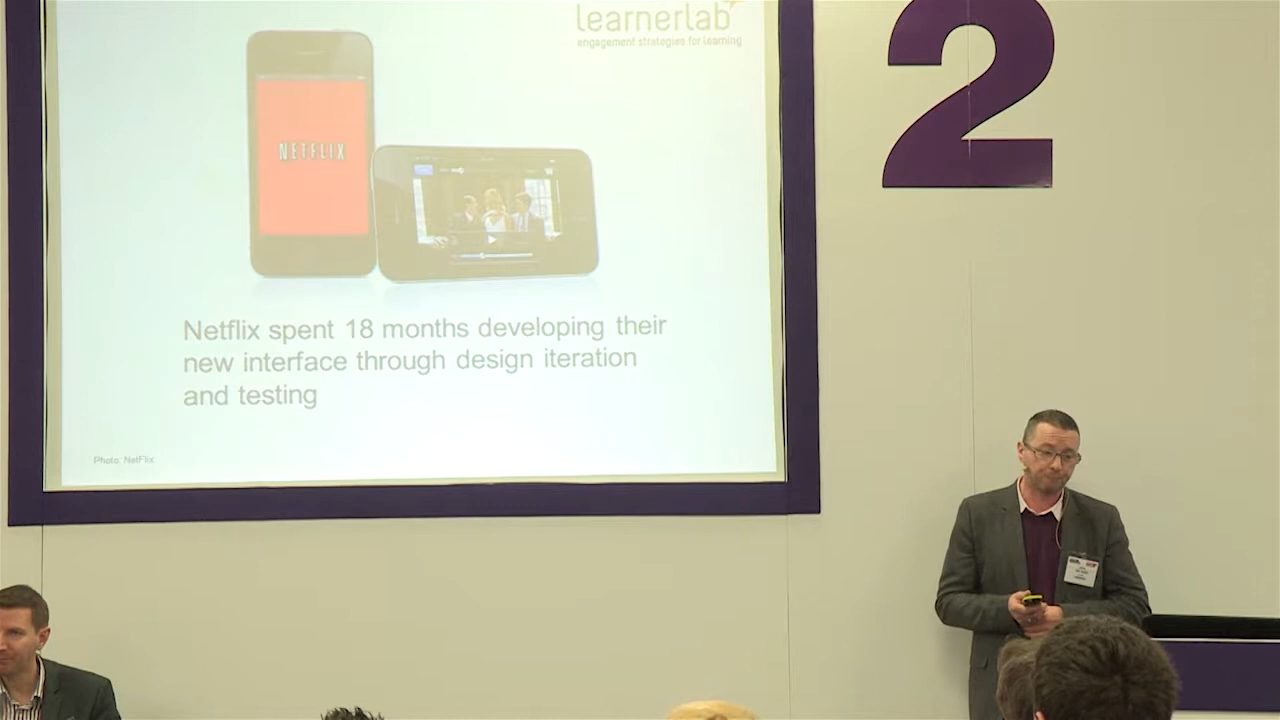 learnerlab
engagement strategies for learning
2
NETFLIX
Netflix spent 18 months developing their
new interface through design iteration
and testing
Photo: NetFlix